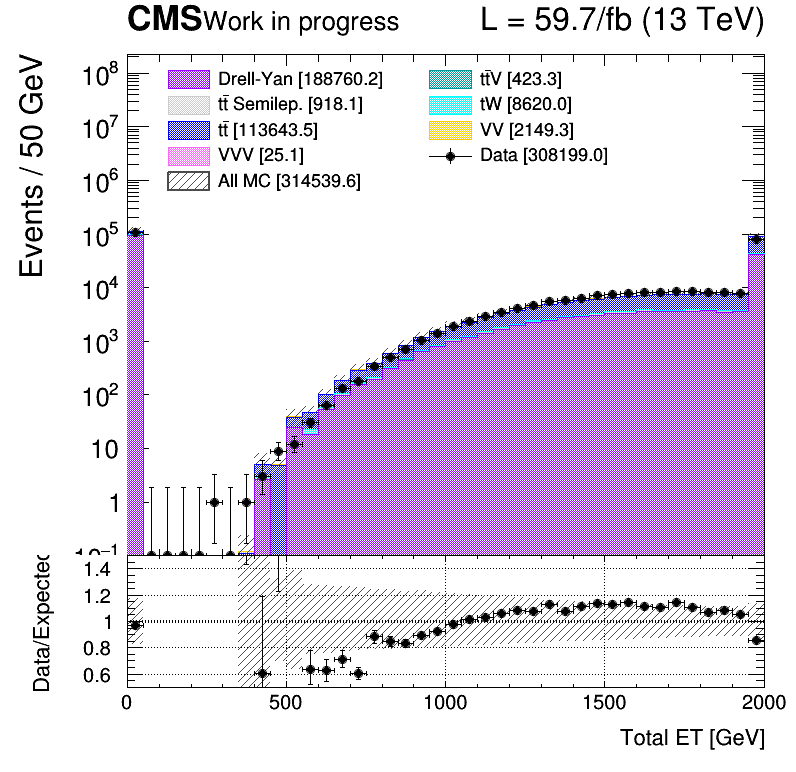 CMS Work in progress L = 59.7/fb (13 TeV)
Events / 50 GeV
10⁸
10⁷
10⁶
10⁵
10⁴
10³
10²
10
1
10⁻¹
Drell-Yan [188760.2]
tt̄ Semilep. [918.1]
tt̄ [113643.5]
VVV [25.1]
All MC [314539.6]
tt̄V [423.3]
tW [8620.0]
VV [2149.3]
Data [308199.0]
Data/Expected
1.4
1.2
1
0.8
0.6
0 500 1000 1500 2000
Total ET [GeV]